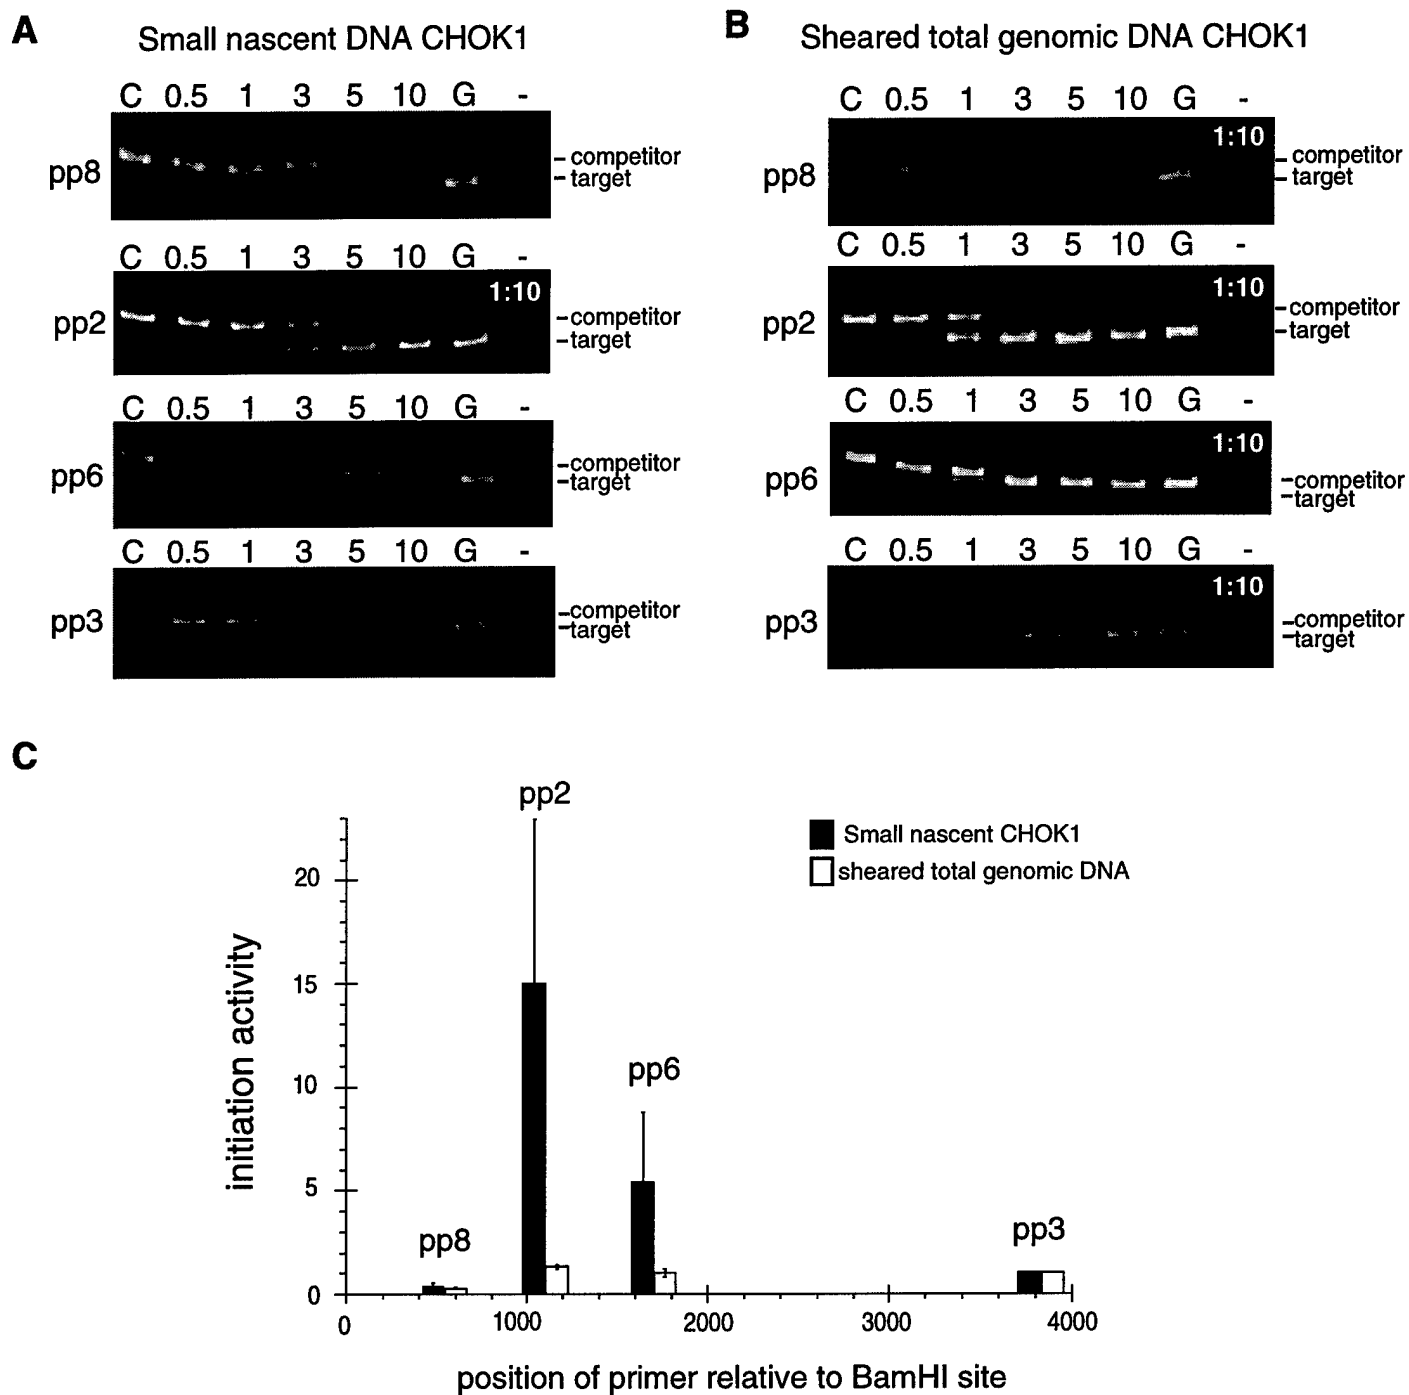 A
Small nascent DNA CHOK1
C 0.5 1 3 5 10 G -
pp8
competitor
target
C 0.5 1 3 5 10 G -
1:10
pp2
competitor
target
C 0.5 1 3 5 10 G -
pp6
competitor
target
C 0.5 1 3 5 10 G -
pp3
competitor
target
B
Sheared total genomic DNA CHOK1
C 0.5 1 3 5 10 G -
1:10
pp8
competitor
target
C 0.5 1 3 5 10 G -
1:10
pp2
competitor
target
C 0.5 1 3 5 10 G -
1:10
pp6
competitor
target
C 0.5 1 3 5 10 G -
1:10
pp3
competitor
target
C
pp2
Small nascent CHOK1
sheared total genomic DNA
20
15
10
5
0
initiation activity
pp6
pp8
pp3
0 1000 2000 3000 4000
position of primer relative to BamHI site